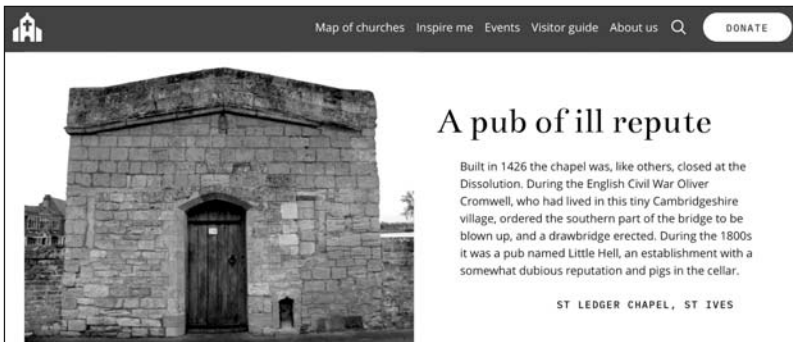 Map of churches Inspire me Events Visitor guide About us DONATE
A pub of ill repute
Built in 1426 the chapel was, like others, closed at the
Dissolution. During the English Civil War Oliver
Cromwell, who had lived in this tiny Cambridgeshire
village, ordered the southern part of the bridge to be
blown up, and a drawbridge erected. During the 1800s
it was a pub named Little Hell, an establishment with a
somewhat dubious reputation and pigs in the cellar.
ST LEDGER CHAPEL, ST IVES